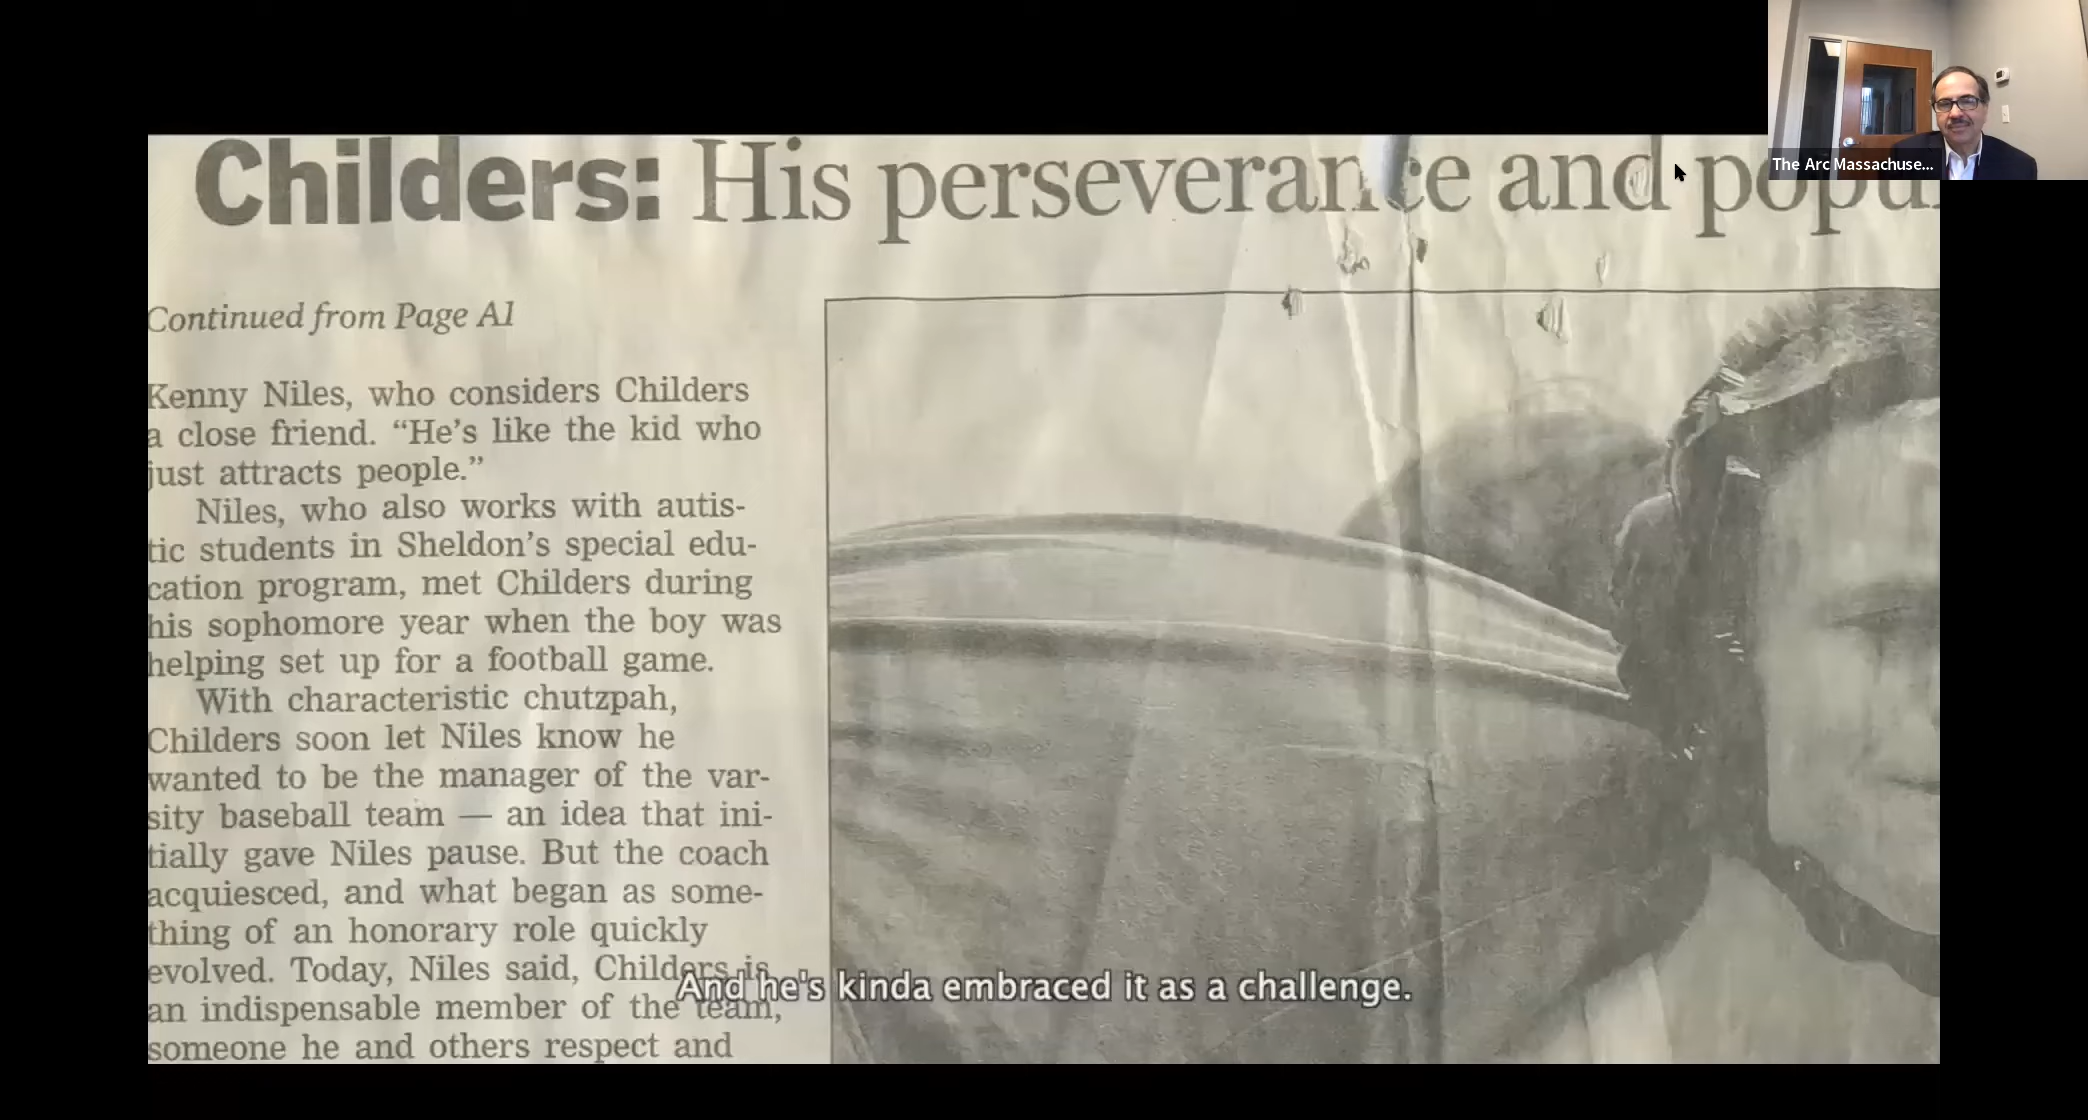 Childers: His perseverance and popu
Continued from Page A1
Kenny Niles, who considers Childers
a close friend. “He’s like the kid who
just attracts people.”
Niles, who also works with autis-
tic students in Sheldon’s special edu-
cation program, met Childers during
his sophomore year when the boy was
helping set up for a football game.
With characteristic chutzpah,
Childers soon let Niles know he
wanted to be the manager of the var-
sity baseball team — an idea that ini-
tially gave Niles pause. But the coach
acquiesced, and what began as some-
thing of an honorary role quickly
evolved. Today, Niles said, Childers is
an indispensable member of the team,
someone he and others respect and
And he's kinda embraced it as a challenge.
The Arc Massachuse...